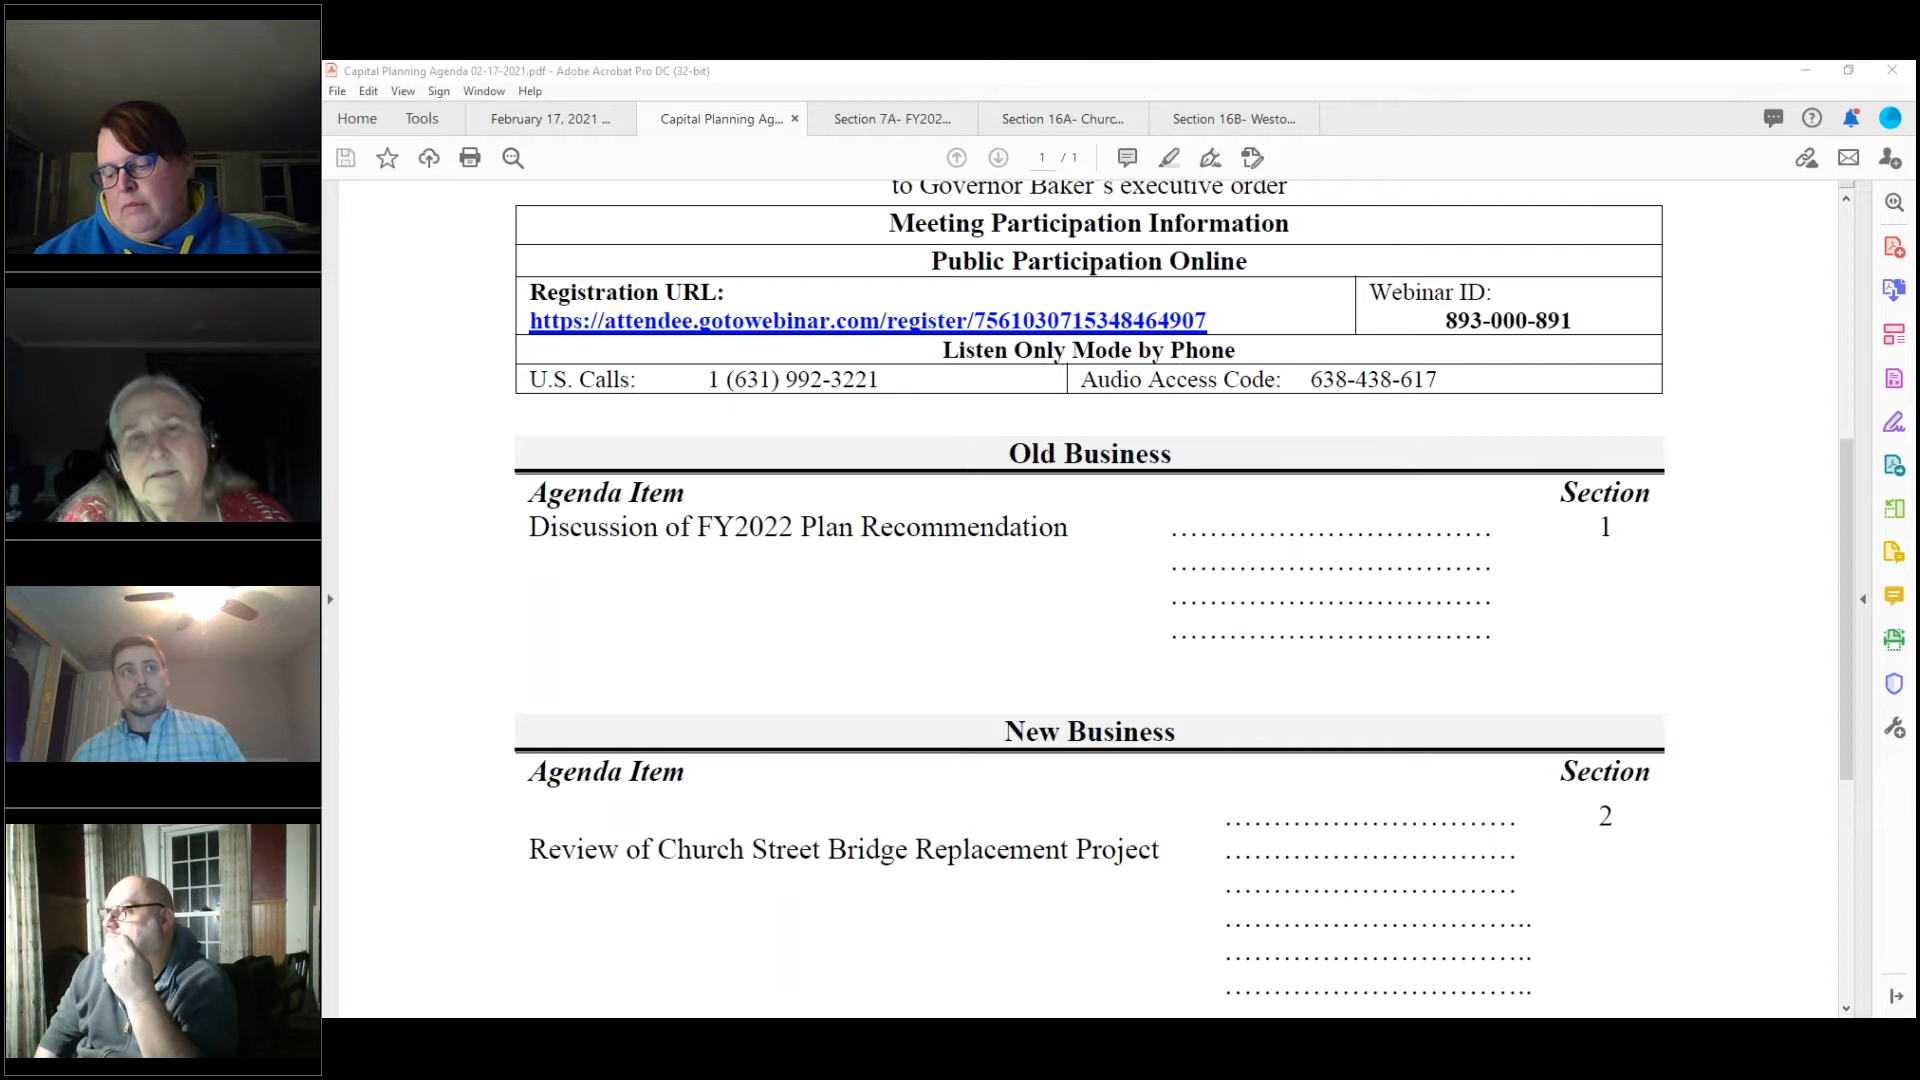 Capital Planning Agenda 02-17-2021.pdf - Adobe Acrobat Pro DC (32-bit)
File Edit View Sign Window Help
Home Tools February 17, 2021 ... Capital Planning Ag... × Section 7A- FY202... Section 16A- Churc... Section 16B- Westo...
1 / 1
to Governor Baker's executive order
Meeting Participation Information
Public Participation Online
Registration URL: Webinar ID:
https://attendee.gotowebinar.com/register/7561030715348464907 893-000-891
Listen Only Mode by Phone
U.S. Calls: 1 (631) 992-3221 Audio Access Code: 638-438-617
Old Business
Agenda Item Section
Discussion of FY2022 Plan Recommendation ................................. 1
.................................
.................................
.................................
New Business
Agenda Item Section
.............................. 2
Review of Church Street Bridge Replacement Project ..............................
..............................
................................
................................
................................